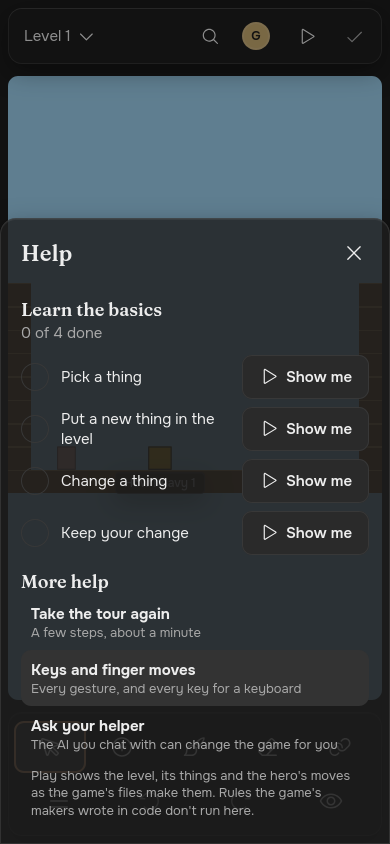 Level 1
G
Help
Learn the basics
0 of 4 done
Pick a thing
Show me
Put a new thing in the
level
Show me
Change a thing
Show me
Keep your change
Show me
More help
Take the tour again
A few steps, about a minute
Keys and finger moves
Every gesture, and every key for a keyboard
Ask your helper
The AI you chat with can change the game for you
Play shows the level, its things and the hero's moves
as the game's files make them. Rules the game's
makers wrote in code don't run here.